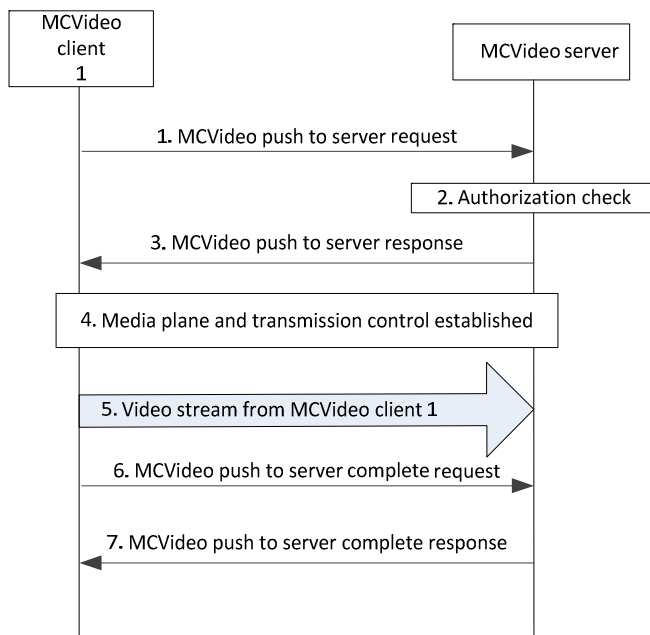 MCVideo
client
1
MCVideo server
1. MCVideo push to server request
2. Authorization check
3. MCVideo push to server response
4. Media plane and transmission control established
5. Video stream from MCVideo client 1
6. MCVideo push to server complete request
7. MCVideo push to server complete response